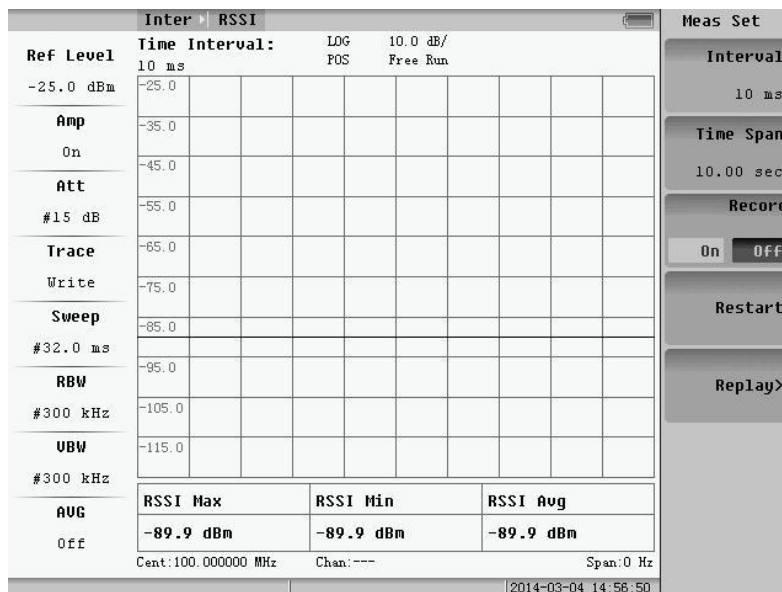 Inter RSSI
Meas Set
Ref Level
-25.0 dBm
Amp
On
Att
#15 dB
Trace
Write
Sweep
#32.0 ms
RBW
#300 kHz
VBW
#300 kHz
AVG
Off
Time Interval:
10 ms
LOG 10.0 dB/
POS Free Run
-25.0
-35.0
-45.0
-55.0
-65.0
-75.0
-85.0
-95.0
-105.0
-115.0
RSSI Max RSSI Min RSSI Avg
-89.9 dBm -89.9 dBm -89.9 dBm
Cent:100.000000 MHz Chan:--- Span:0 Hz
2014-03-04 14:56:50
Interval
10 ms
Time Span
10.00 sec
Record
On Off
Restart
Replay>